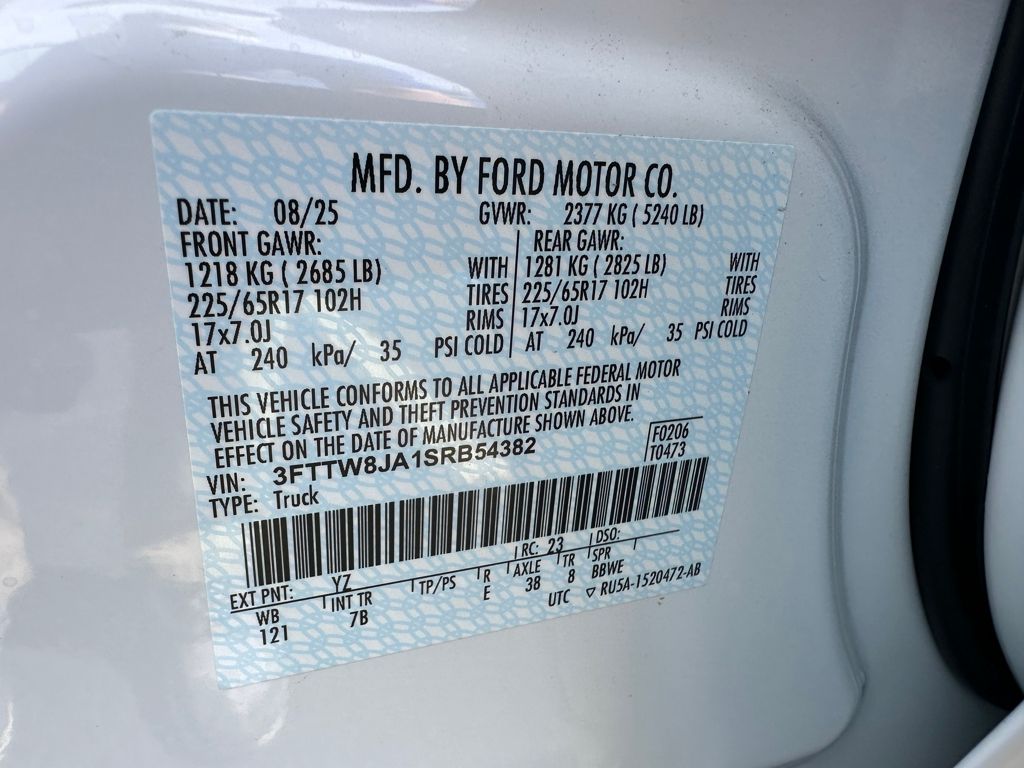 MFD. BY FORD MOTOR CO.
DATE: 08/25 GVWR: 2377 KG ( 5240 LB)
FRONT GAWR: REAR GAWR:
1218 KG ( 2685 LB) WITH 1281 KG ( 2825 LB) WITH
225/65R17 102H TIRES 225/65R17 102H TIRES
17x7.0J RIMS 17x7.0J RIMS
AT 240 kPa/ 35 PSI COLD AT 240 kPa/ 35 PSI COLD
THIS VEHICLE CONFORMS TO ALL APPLICABLE FEDERAL MOTOR
VEHICLE SAFETY AND THEFT PREVENTION STANDARDS IN
EFFECT ON THE DATE OF MANUFACTURE SHOWN ABOVE.
VIN: 3FTTW8JA1SRB54382 F0206
TYPE: Truck T0473
EXT PNT: YZ RC: 23 DSO:
WB INT TR TP/PS R AXLE TR SPR
121 7B E 38 8 BBWE
UTC ▽ RU5A-1520472-AB